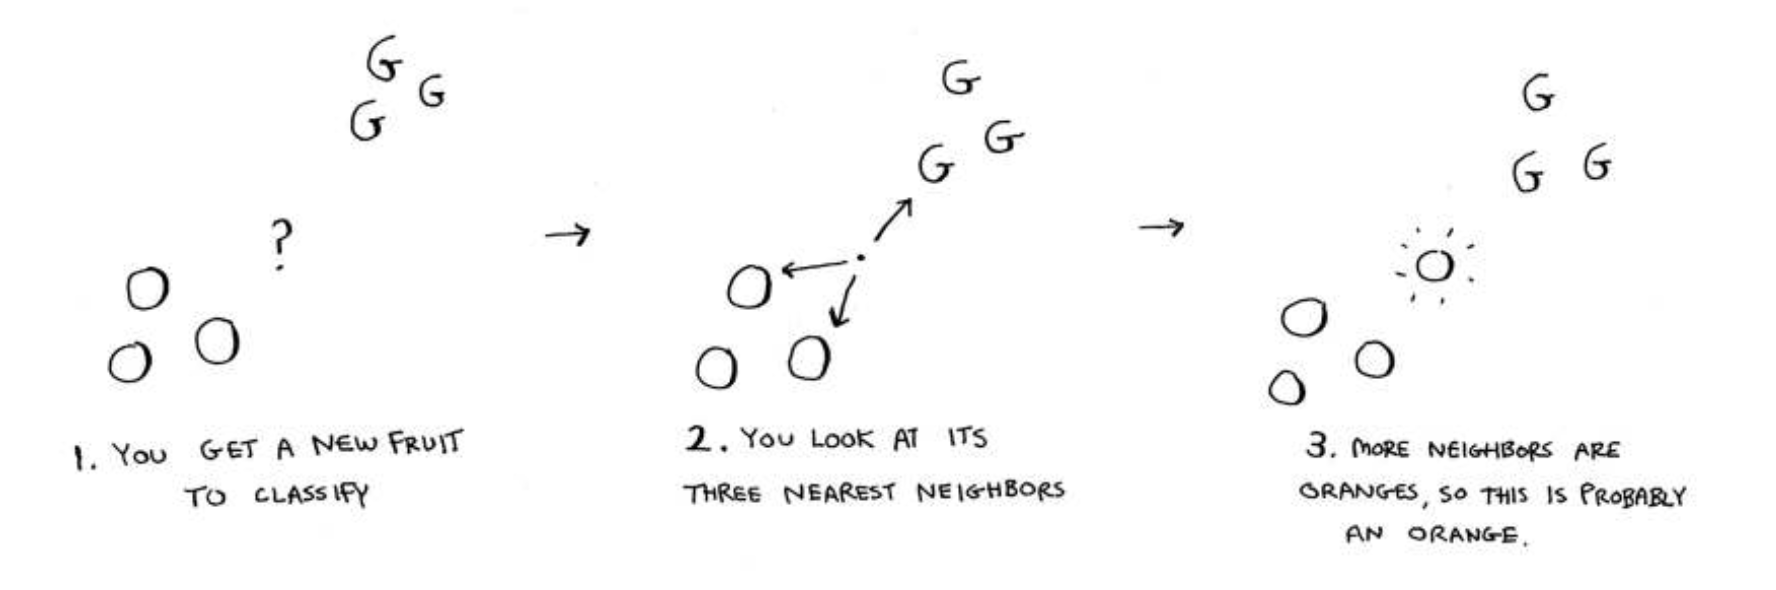 G
G
G
?
1. YOU GET A NEW FRUIT
TO CLASSIFY
G
G
G
2. YOU LOOK AT ITS
THREE NEAREST NEIGHBORS
G
G G
3. MORE NEIGHBORS ARE
ORANGES, SO THIS IS PROBABLY
AN ORANGE.